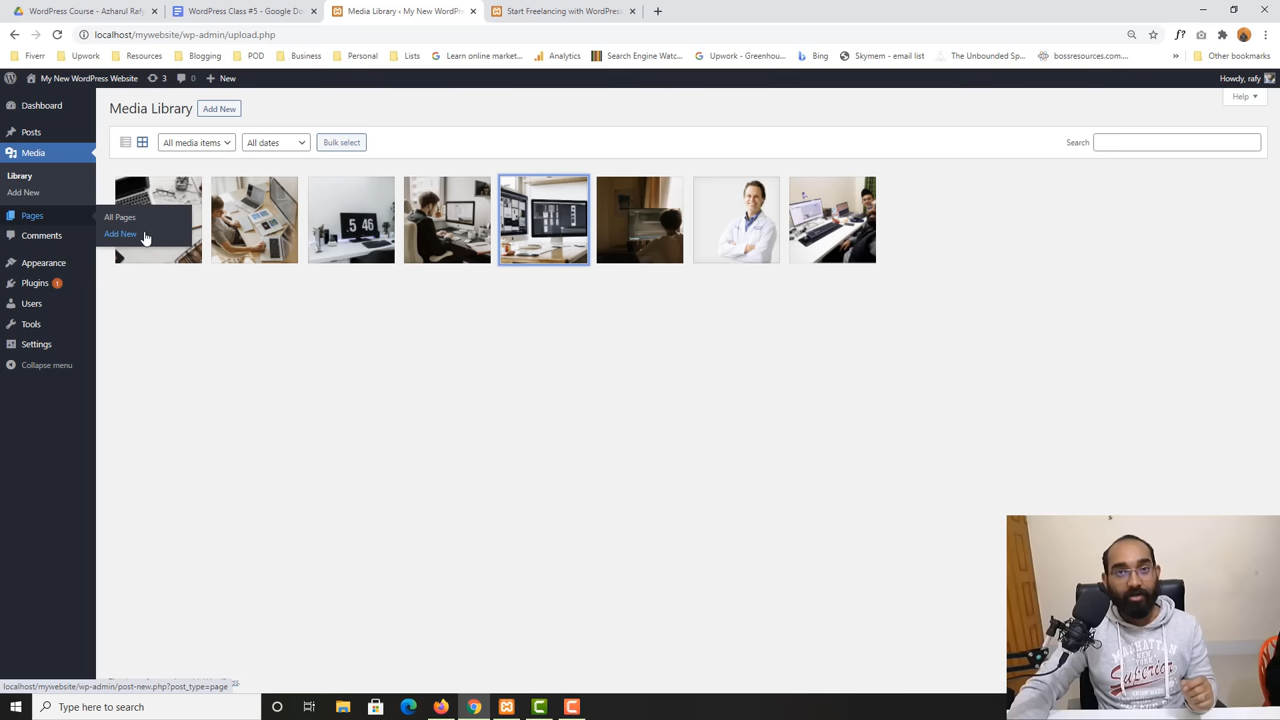 WordPress Course - Azharul Rafy
WordPress Class #5 - Google Do
Media Library ‹ My New WordPre
Start Freelancing with WordPress
localhost/mywebsite/wp-admin/upload.php
f?
Fiverr
Upwork
Resources
Blogging
POD
Business
Personal
Lists
Learn online market...
Analytics
Search Engine Watc...
Upwork - Greenhou...
Bing
Skymem - email list
The Unbounded Sp...
bossresources.com...
»
Other bookmarks
My New WordPress Website
3
0
+ New
Howdy, rafy
Dashboard
Posts
Media
Library
Add New
Pages
Comments
Appearance
Plugins 1
Users
Tools
Settings
Collapse menu
All Pages
Add New
Media Library
Add New
Help
All media items
All dates
Bulk select
Search
5 46
MANHATTAN
NEW YORK
Superior
localhost/mywebsite/wp-admin/post-new.php?post_type=page
Type here to search